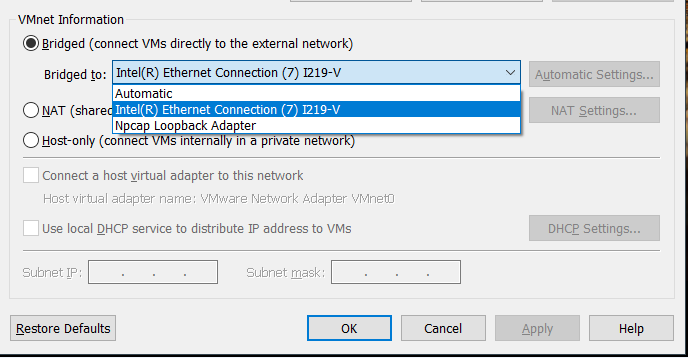 VMnet Information
Bridged (connect VMs directly to the external network)
Bridged to: Intel(R) Ethernet Connection (7) I219-V Automatic Settings...
Automatic
Intel(R) Ethernet Connection (7) I219-V
NAT (shared NAT Settings...
Npcap Loopback Adapter
Host-only (connect VMs internally in a private network)
Connect a host virtual adapter to this network
Host virtual adapter name: VMware Network Adapter VMnet0
Use local DHCP service to distribute IP address to VMs DHCP Settings...
Subnet IP: . . . Subnet mask: . . .
Restore Defaults OK Cancel Apply Help